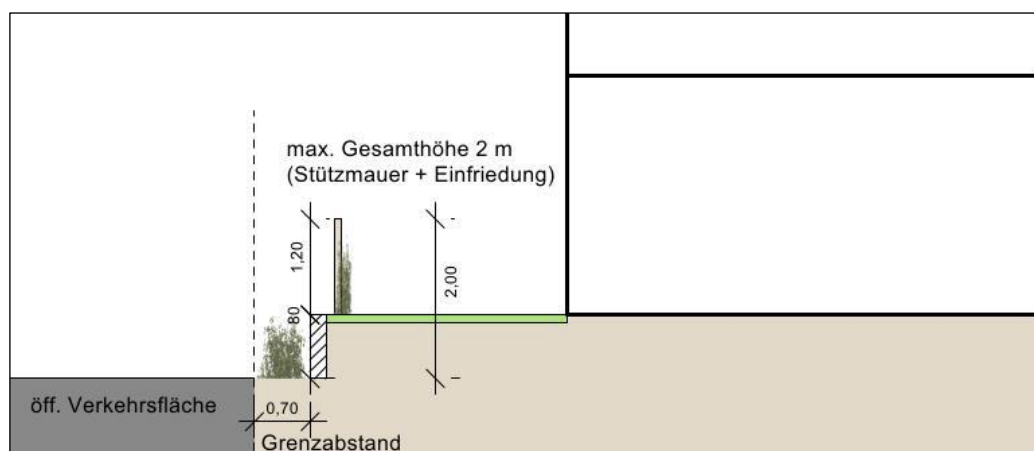 max. Gesamthöhe 2 m
(Stützmauer + Einfriedung)
1,20
2,00
80
öff. Verkehrsfläche
0,70
Grenzabstand